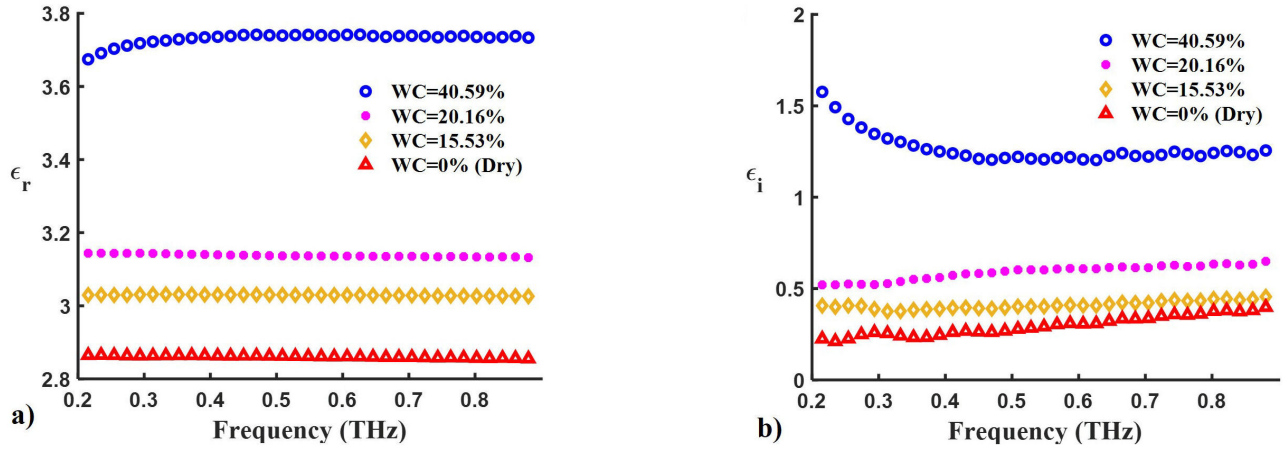 a)
3.8
3.6
3.4
ϵr
3.2
3
2.8
WC=40.59%
WC=20.16%
WC=15.53%
WC=0% (Dry)
0.2 0.3 0.4 0.5 0.6 0.7 0.8
Frequency (THz)
b)
2
1.5
1
ϵi
0.5
0
WC=40.59%
WC=20.16%
WC=15.53%
WC=0% (Dry)
0.2 0.3 0.4 0.5 0.6 0.7 0.8
Frequency (THz)